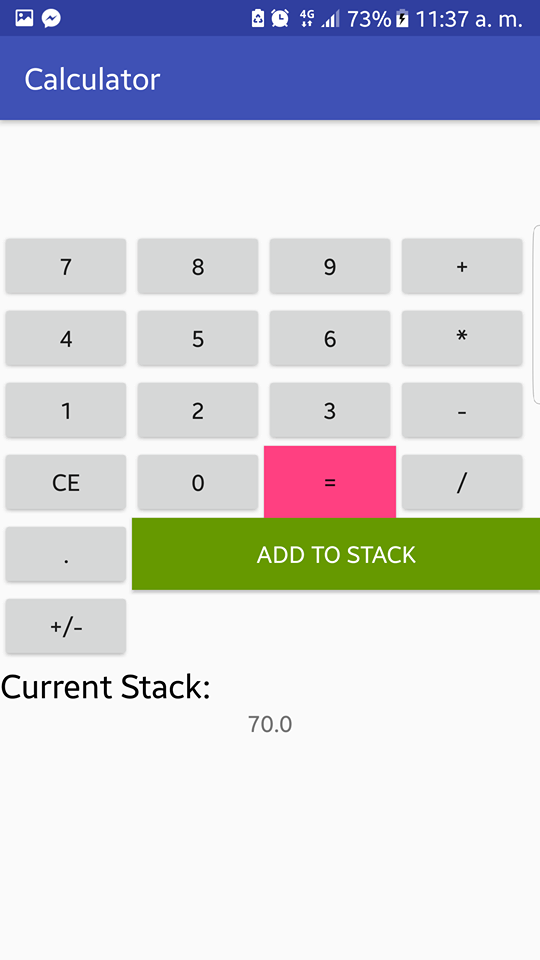 4G 73% 11:37 a. m.
Calculator
7 8 9 +
4 5 6 *
1 2 3 -
CE 0 = /
. ADD TO STACK
+/-
Current Stack:
70.0